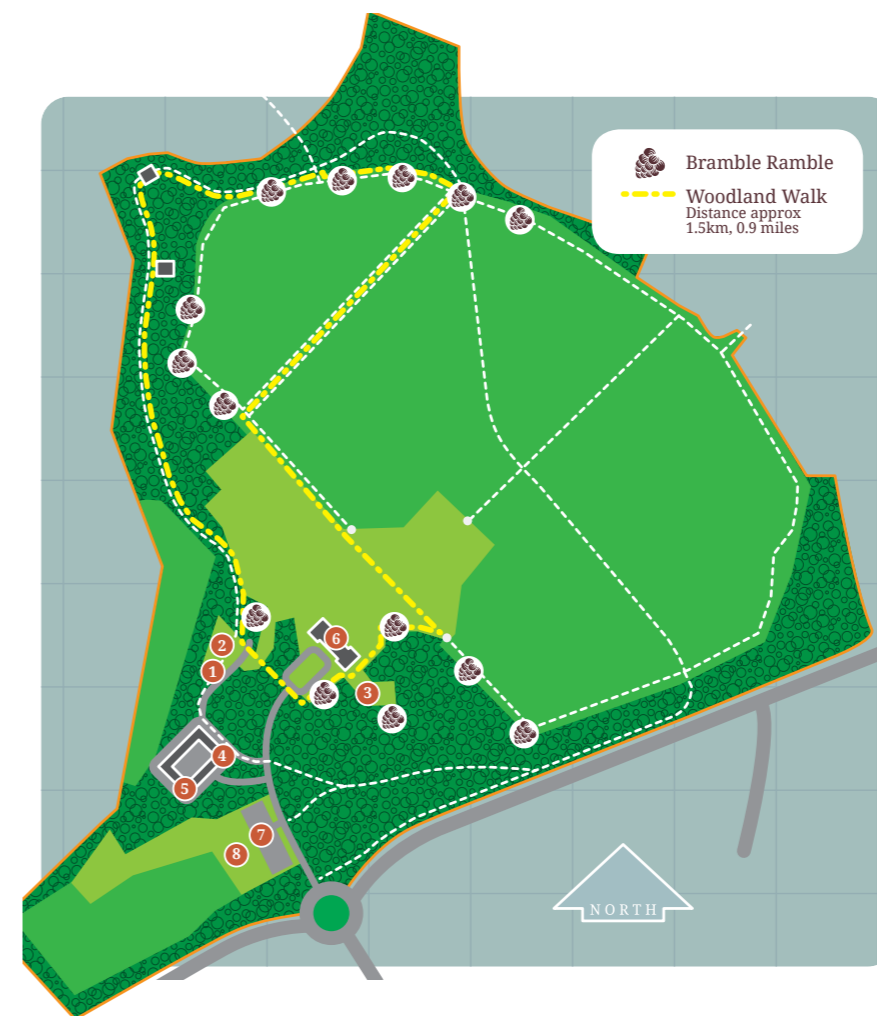 Bramble Ramble
Woodland Walk
Distance approx
1.5km, 0.9 miles
6
2
1
3
4
5
7
8
NORTH